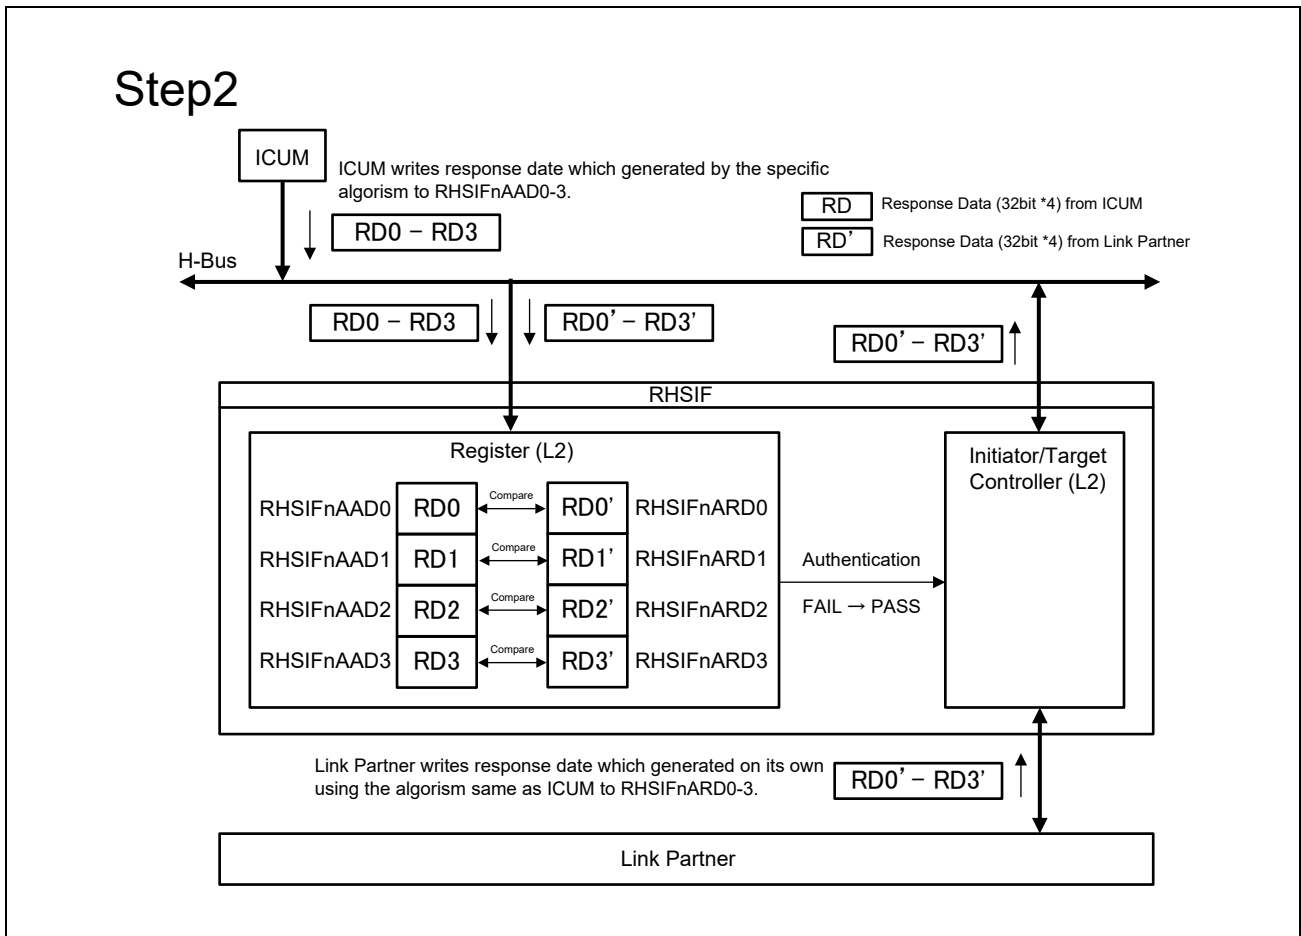 Step2
ICUM
ICUM writes response date which generated by the specific
algorism to RHSIFnAAD0-3.
RD0 – RD3
RD
Response Data (32bit *4) from ICUM
RD'
Response Data (32bit *4) from Link Partner
H-Bus
RD0 – RD3
RD0’ – RD3'
RD0’ – RD3'
RHSIF
Register (L2)
Initiator/Target
Controller (L2)
RHSIFnAAD0
RD0
Compare
RD0'
RHSIFnARD0
RHSIFnAAD1
RD1
Compare
RD1'
RHSIFnARD1
RHSIFnAAD2
RD2
Compare
RD2'
RHSIFnARD2
RHSIFnAAD3
RD3
Compare
RD3'
RHSIFnARD3
Authentication
FAIL → PASS
Link Partner writes response date which generated on its own
using the algorism same as ICUM to RHSIFnARD0-3.
RD0’ – RD3'
Link Partner